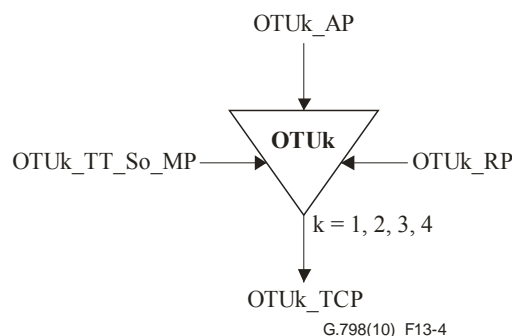 OTUk_AP
OTUk
OTUk_TT_So_MP
OTUk_RP
k = 1, 2, 3, 4
OTUk_TCP
G.798(10)_F13-4